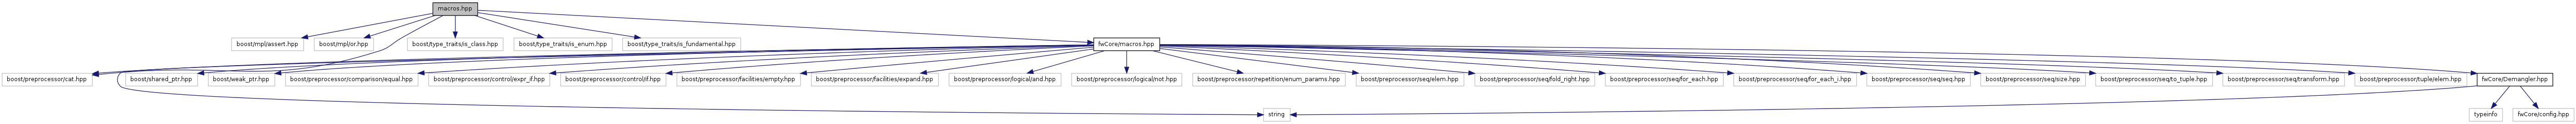 macros.hpp
boost/mpl/assert.hpp
boost/mpl/or.hpp
boost/type_traits/is_class.hpp
boost/type_traits/is_enum.hpp
boost/type_traits/is_fundamental.hpp
fwCore/macros.hpp
boost/preprocessor/cat.hpp
boost/shared_ptr.hpp
boost/weak_ptr.hpp
boost/preprocessor/comparison/equal.hpp
boost/preprocessor/control/expr_if.hpp
boost/preprocessor/control/iif.hpp
boost/preprocessor/facilities/empty.hpp
boost/preprocessor/facilities/expand.hpp
boost/preprocessor/logical/and.hpp
boost/preprocessor/logical/not.hpp
boost/preprocessor/repetition/enum_params.hpp
boost/preprocessor/seq/elem.hpp
boost/preprocessor/seq/fold_right.hpp
boost/preprocessor/seq/for_each.hpp
boost/preprocessor/seq/for_each_i.hpp
boost/preprocessor/seq/seq.hpp
boost/preprocessor/seq/size.hpp
boost/preprocessor/seq/to_tuple.hpp
boost/preprocessor/seq/transform.hpp
boost/preprocessor/tuple/elem.hpp
fwCore/Demangler.hpp
string
typeinfo
fwCore/config.hpp